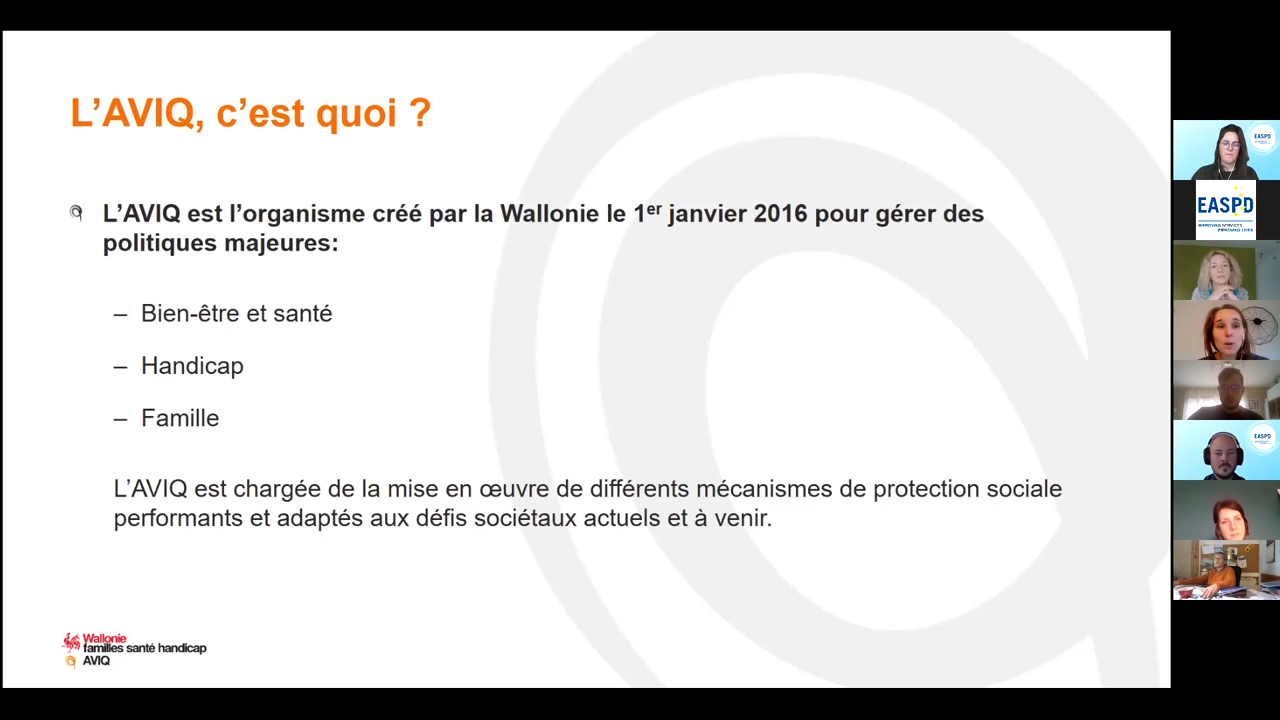 L’AVIQ, c’est quoi ?
L’AVIQ est l’organisme créé par la Wallonie le 1er janvier 2016 pour gérer des
politiques majeures:
– Bien-être et santé
– Handicap
– Famille
L’AVIQ est chargée de la mise en œuvre de différents mécanismes de protection sociale
performants et adaptés aux défis sociétaux actuels et à venir.
Wallonie
familles santé handicap
AVIQ
EASPD
EASPD
IMPROVING SERVICES
IMPROVING LIVES
EASPD